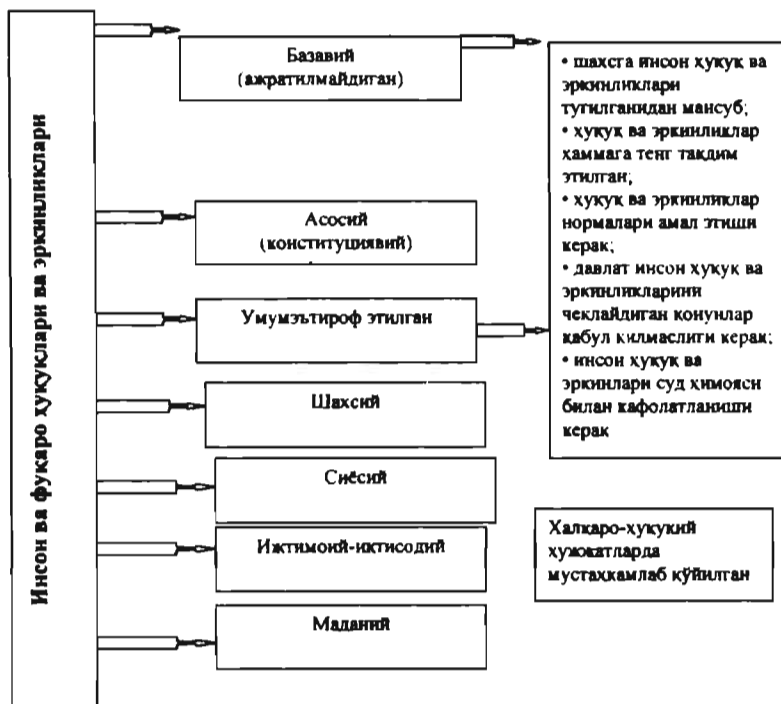 Инсон ва фукаро ҳуқуқлари ва эркинликлари
Базавий
(ажратилмайдиган)
• шахсга инсон ҳуқуқ ва
эркинликлари
туғилганидан мансуб;
• ҳуқуқ ва эркинликлар
ҳаммага тенг тақдим
этилган;
• ҳуқуқ ва эркинликлар
нормалари амал этиши
керак;
• давлат инсон ҳуқуқ ва
эркинликларини
чеклайдиган қонунлар
қабул қилмаслиги керак;
• инсон ҳуқуқ ва
эркинлари суд ҳимояси
билан кафолатланиши
керак
Асосий
(конституциявий)
Умумэътироф этилган
Шахсий
Сиёсий
Ижтимоий-иктисодий
Маданий
Халкаро-ҳуқуқий
ҳужжатларда
мустаҳкамлаб қўйилган